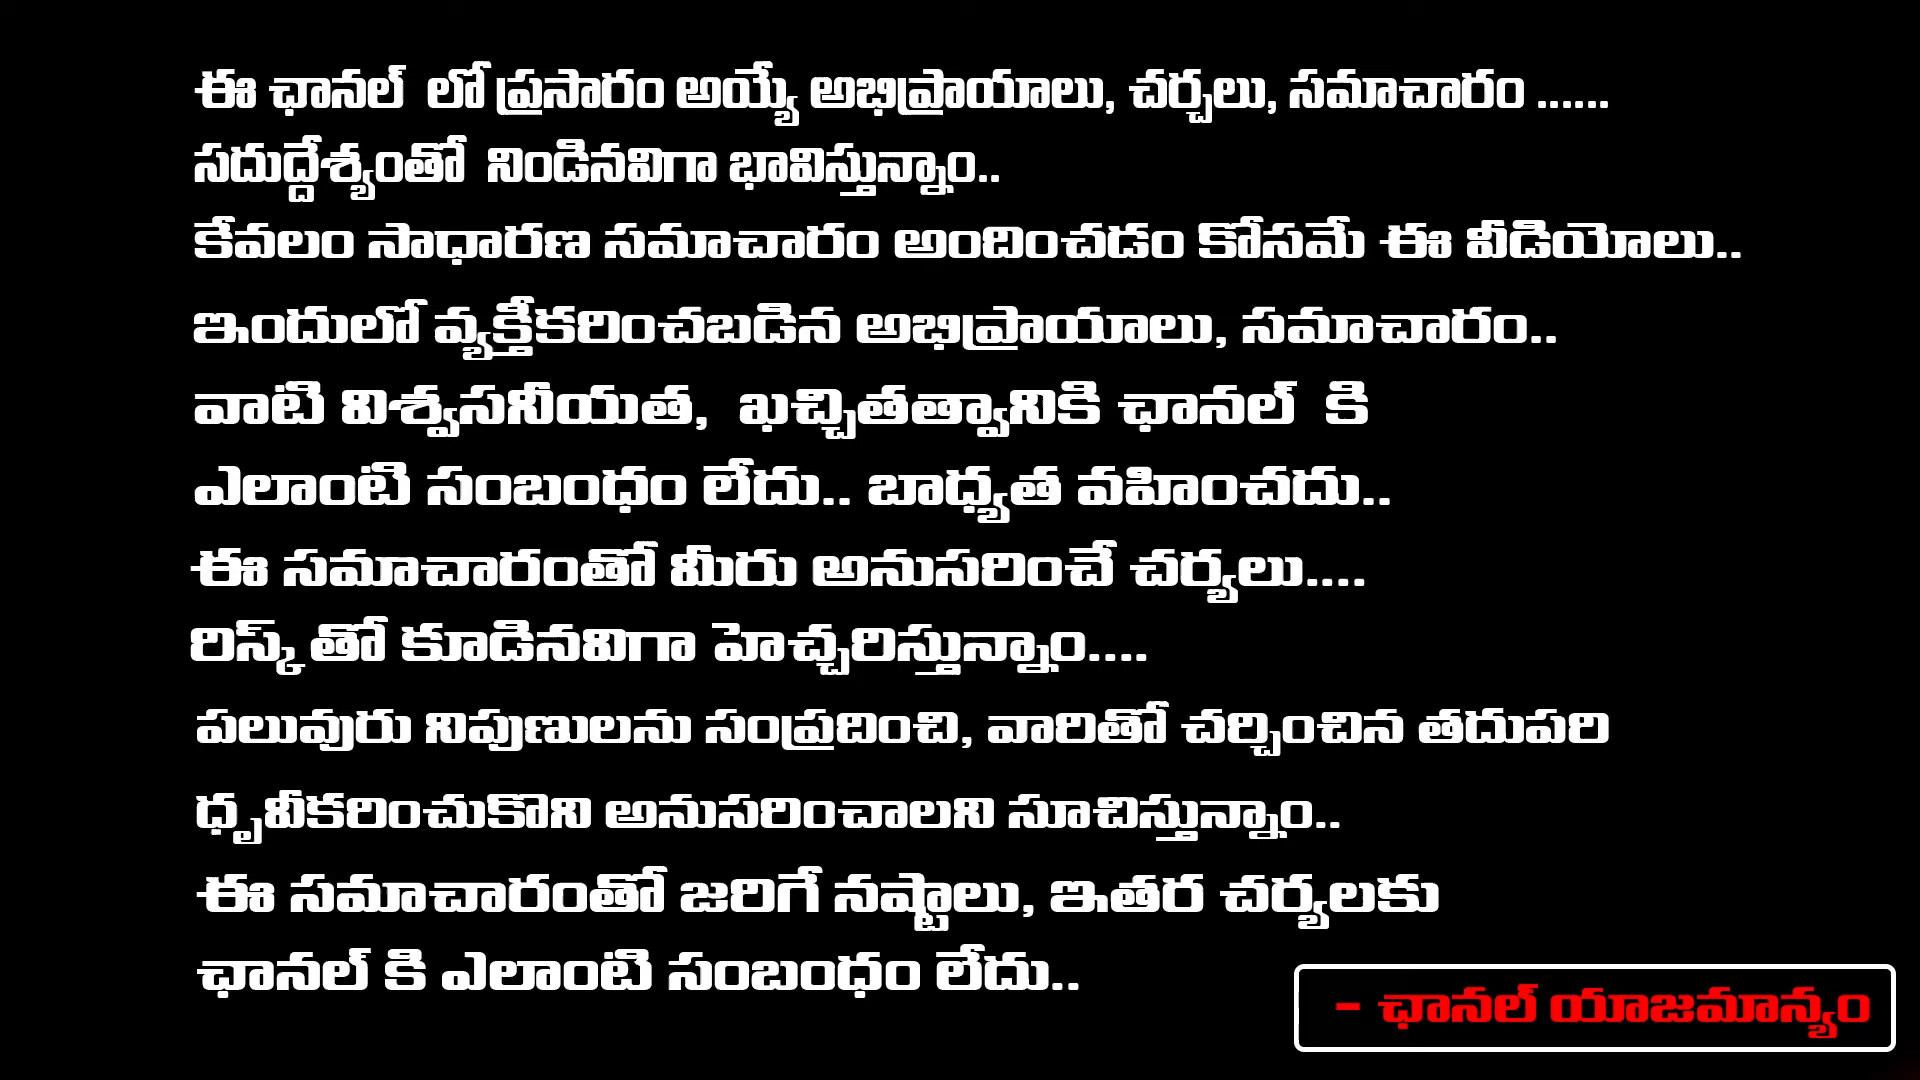 ఈ ఛానల్ లో ప్రసారం అయ్యే అభిప్రాయాలు, చర్చలు, సమాచారం ......
సదుద్దేశ్యంతో నిండినవిగా భావిస్తున్నాం..
కేవలం సాధారణ సమాచారం అందించడం కోసమే ఈ వీడియోలు..
ఇందులో వ్యక్తీకరించబడిన అభిప్రాయాలు, సమాచారం..
వాటి విశ్వసనీయత, ఖచ్చితత్వానికి ఛానల్ కి
ఎలాంటి సంబంధం లేదు.. బాధ్యత వహించదు..
ఈ సమాచారంతో మీరు అనుసరించే చర్యలు....
రిస్క్ తో కూడినవిగా హెచ్చరిస్తున్నాం....
పలువురు నిపుణులను సంప్రదించి, వారితో చర్చించిన తదుపరి
ధృవీకరించుకొని అనుసరించాలని సూచిస్తున్నాం..
ఈ సమాచారంతో జరిగే నష్టాలు, ఇతర చర్యలకు
ఛానల్ కి ఎలాంటి సంబంధం లేదు..
- ఛానల్ యాజమాన్యం